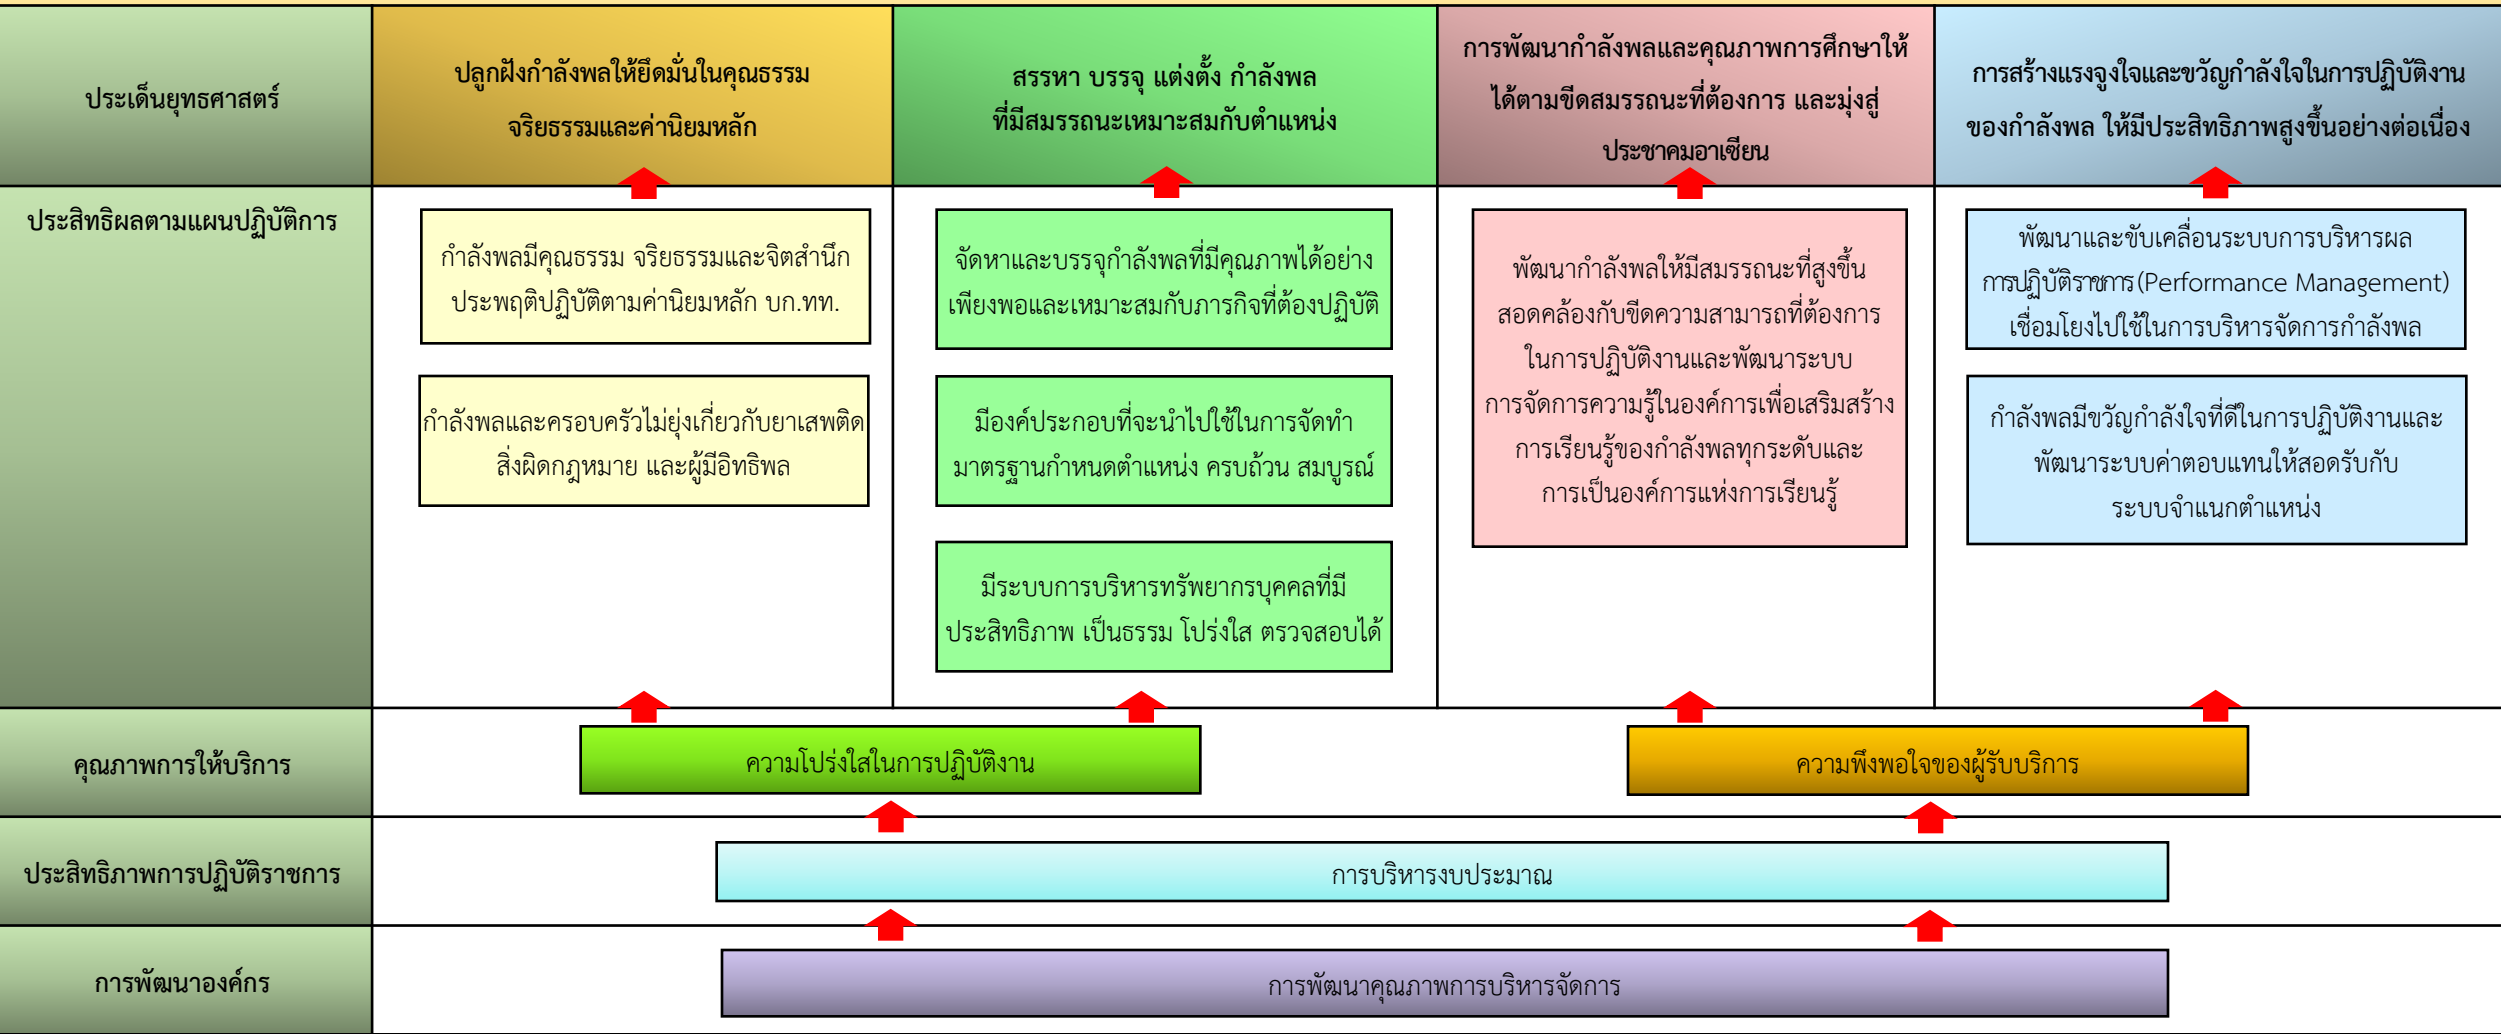 ประเด็นยุทธศาสตร์
ปลูกฝังกำลังพลให้ยึดมั่นในคุณธรรม
จริยธรรมและค่านิยมหลัก
สรรหา บรรจุ แต่งตั้ง กำลังพล
ที่มีสมรรถนะเหมาะสมกับตำแหน่ง
การพัฒนากำลังพลและคุณภาพการศึกษาให้
ได้ตามขีดสมรรถนะที่ต้องการ และมุ่งสู่
ประชาคมอาเซียน
การสร้างแรงจูงใจและขวัญกำลังใจในการปฏิบัติงาน
ของกำลังพล ให้มีประสิทธิภาพสูงขึ้นอย่างต่อเนื่อง
ประสิทธิผลตามแผนปฏิบัติการ
กำลังพลมีคุณธรรม จริยธรรมและจิตสำนึก
ประพฤติปฏิบัติตามค่านิยมหลัก บก.ทท.
กำลังพลและครอบครัวไม่ยุ่งเกี่ยวกับยาเสพติด
สิ่งผิดกฎหมาย และผู้มีอิทธิพล
จัดหาและบรรจุกำลังพลที่มีคุณภาพได้อย่าง
เพียงพอและเหมาะสมกับภารกิจที่ต้องปฏิบัติ
มีองค์ประกอบที่จะนำไปใช้ในการจัดทำ
มาตรฐานกำหนดตำแหน่ง ครบถ้วน สมบูรณ์
มีระบบการบริหารทรัพยากรบุคคลที่มี
ประสิทธิภาพ เป็นธรรม โปร่งใส ตรวจสอบได้
พัฒนากำลังพลให้มีสมรรถนะที่สูงขึ้น
สอดคล้องกับขีดความสามารถที่ต้องการ
ในการปฏิบัติงานและพัฒนาระบบ
การจัดการความรู้ในองค์การเพื่อเสริมสร้าง
การเรียนรู้ของกำลังพลทุกระดับและ
การเป็นองค์การแห่งการเรียนรู้
พัฒนาและขับเคลื่อนระบบการบริหารผล
การปฏิบัติราชการ(Performance Management)
เชื่อมโยงไปใช้ในการบริหารจัดการกำลังพล
กำลังพลมีขวัญกำลังใจที่ดีในการปฏิบัติงานและ
พัฒนาระบบค่าตอบแทนให้สอดรับกับ
ระบบจำแนกตำแหน่ง
คุณภาพการให้บริการ
ความโปร่งใสในการปฏิบัติงาน
ความพึงพอใจของผู้รับบริการ
ประสิทธิภาพการปฏิบัติราชการ
การบริหารงบประมาณ
การพัฒนาองค์กร
การพัฒนาคุณภาพการบริหารจัดการ